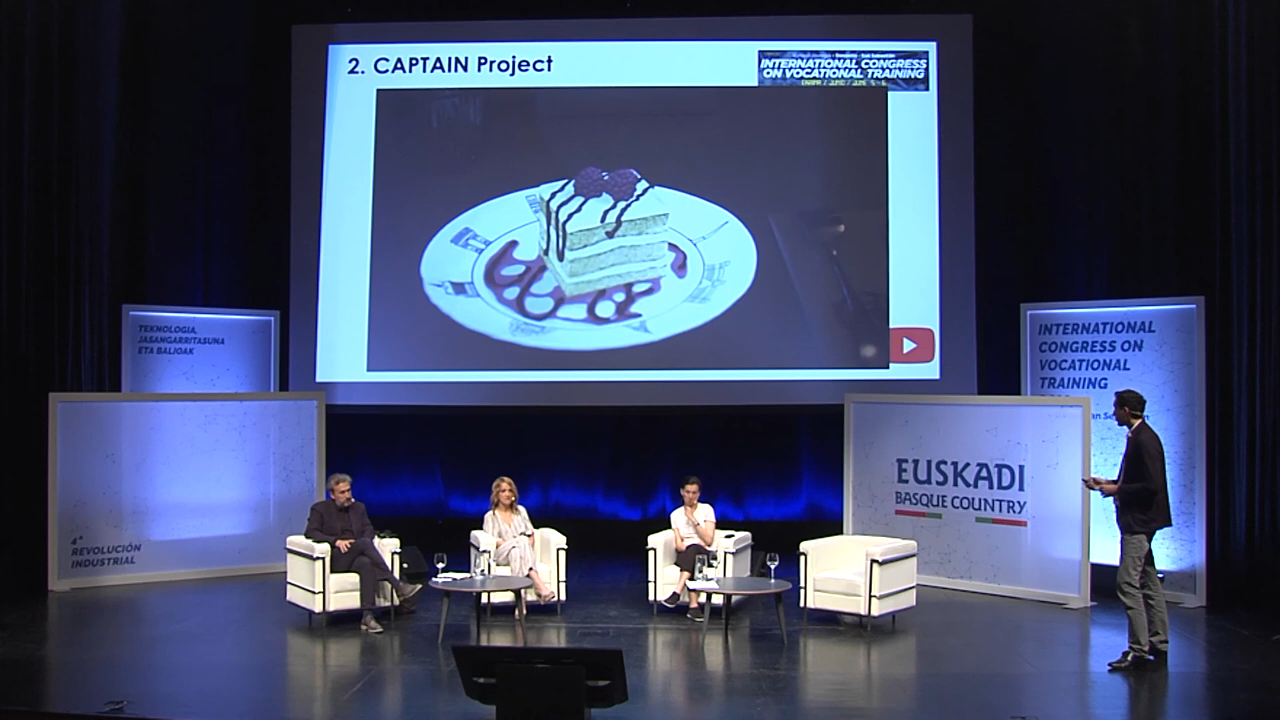 2. CAPTAIN Project
INTERNATIONAL CONGRESS
ON VOCATIONAL TRAINING
TEKNOLOGIA,
JASANGARRITASUNA
ETA BALIOAK
4ª
REVOLUCIÓN
INDUSTRIAL
INTERNATIONAL
CONGRESS ON
VOCATIONAL
TRAINING
EUSKADI
BASQUE COUNTRY